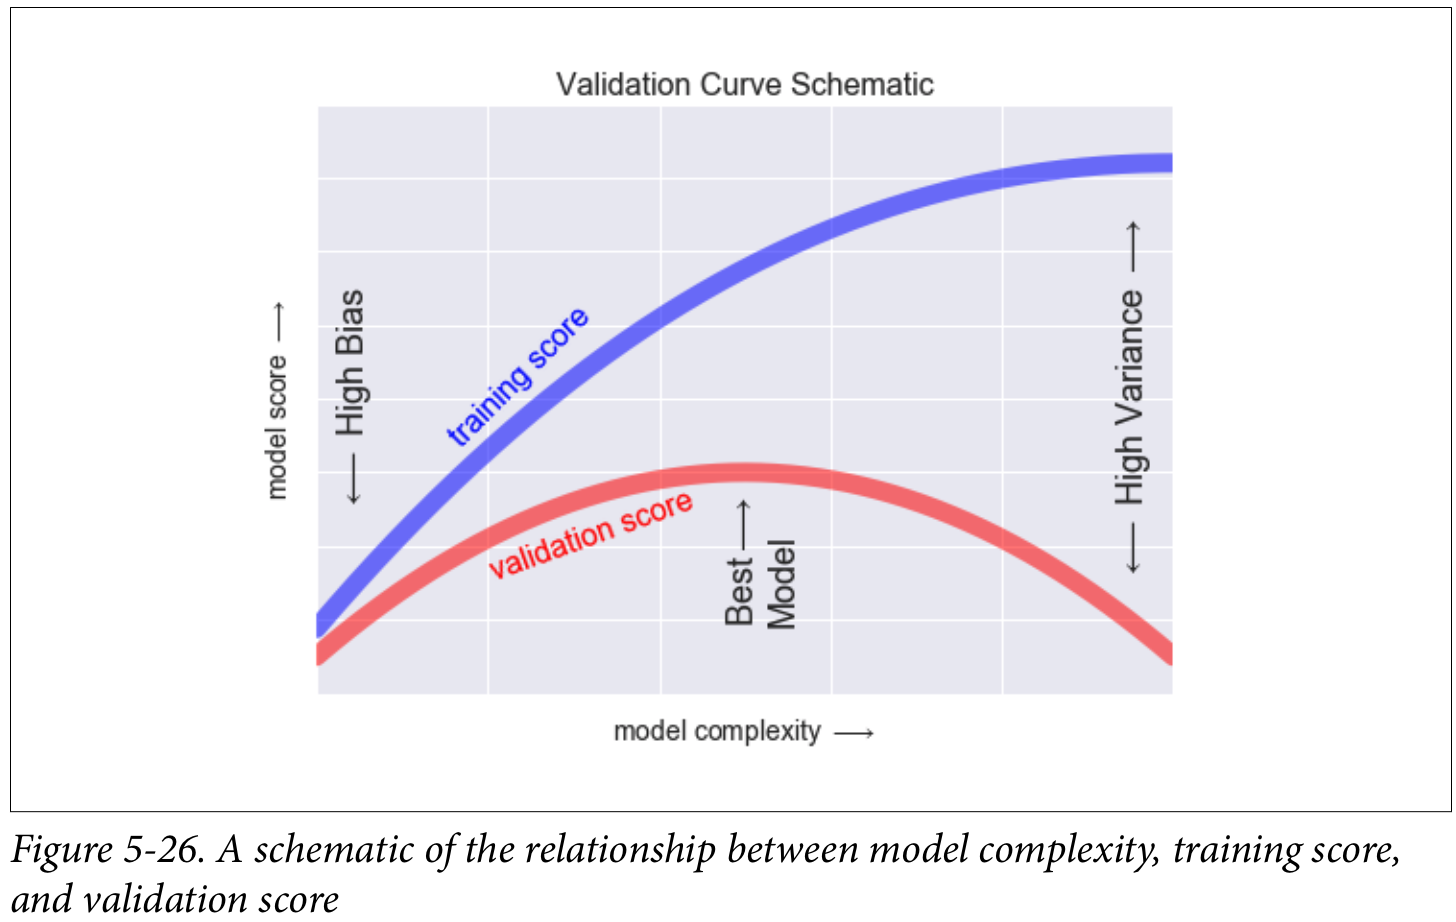 Validation Curve Schematic
model score →
← High Bias
training score
validation score
Best →
Model
← High Variance →
model complexity →
Figure 5-26. A schematic of the relationship between model complexity, training score,
and validation score